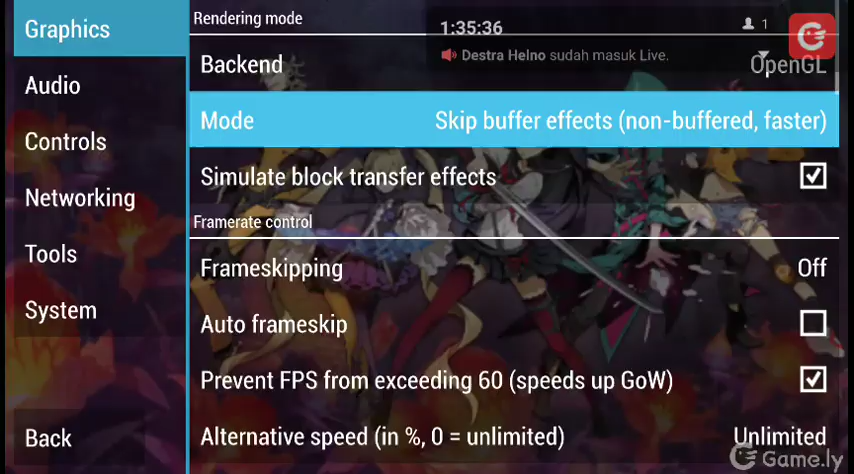 Graphics
Audio
Controls
Networking
Tools
System
Back
Rendering mode
1:35:36
1
Destra Helno sudah masuk Live.
Backend OpenGL
Mode Skip buffer effects (non-buffered, faster)
Simulate block transfer effects
Framerate control
Frameskipping Off
Auto frameskip
Prevent FPS from exceeding 60 (speeds up GoW)
Alternative speed (in %, 0 = unlimited) Unlimited
Game.ly